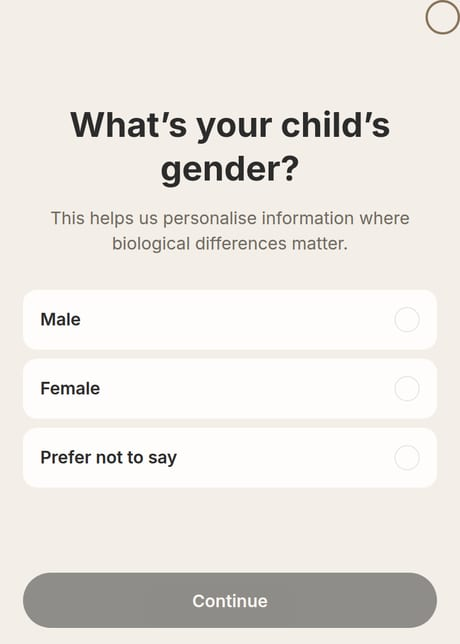 What’s your child’s
gender?
This helps us personalise information where
biological differences matter.
Male
Female
Prefer not to say
Continue